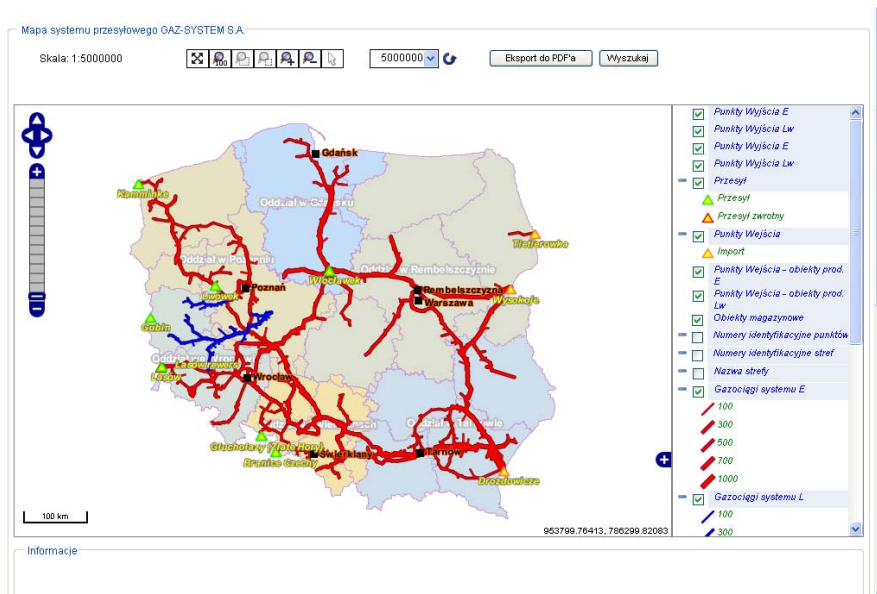 Mapa systemu przesyłowego GAZ-SYSTEM S.A.
Skala: 1:5000000
100
5000000
Eksport do PDF'a
Wyszukaj
Gdańsk
Oddział w Gdańsku
Tietierowka
Oddział w Poznaniu
Oddział w Rembelszczyźnie
Włocławek
Lwówek
Poznań
Rembelszczyzna
Warszawa
Wysokoje
Gubin
Lasów rewers
Lasów
Wrocław
Głuchołazy (Zlate Hory)
Branice Czechy
Świerklany
Tarnów
Drozdowicze
100 km
953799.76413, 786299.82083
Punkty Wyjścia E
Punkty Wyjścia Lw
Punkty Wyjścia E
Punkty Wyjścia Lw
Przesył
Przesył
Przesył zwrotny
Punkty Wejścia
Import
Punkty Wejścia - obiekty prod.
E
Punkty Wejścia - obiekty prod.
Lw
Obiekty magazynowe
Numery identyfikacyjne punktów
Numery identyfikacyjne stref
Nazwa strefy
Gazociągi systemu E
100
300
500
700
1000
Gazociągi systemu L
100
300
Informacje